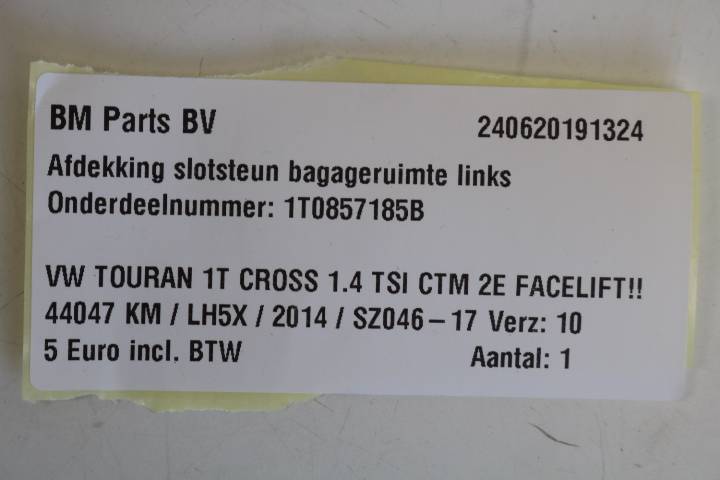 BM Parts BV 240620191324
Afdekking slotsteun bagageruimte links
Onderdeelnummer: 1T0857185B
VW TOURAN 1T CROSS 1.4 TSI CTM 2E FACELIFT!!
44047 KM / LH5X / 2014 / SZ046-17 Verz: 10
5 Euro incl. BTW Aantal: 1